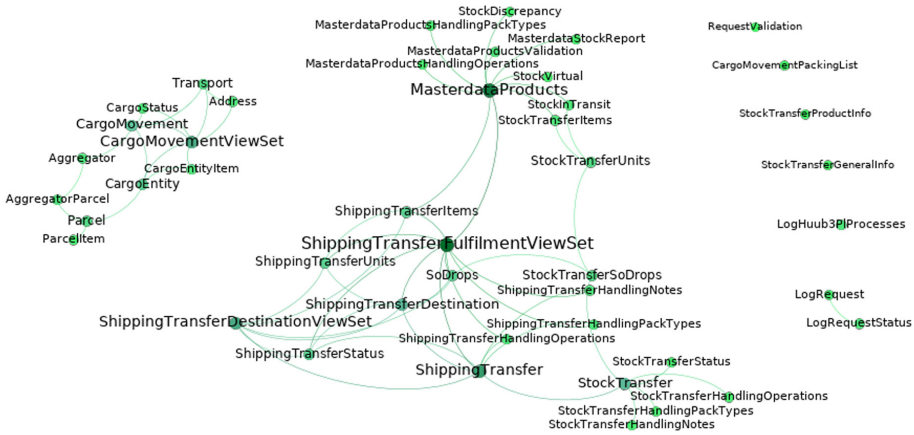 StockDiscrepancy
MasterdataProductsHandlingPackTypes
RequestValidation
MasterdataStockReport
MasterdataProductsValidation
MasterdataProductsHandlingOperations
CargoMovementPackingList
StockVirtual
Transport
MasterdataProducts
Address
StockInTransit
CargoStatus
StockTransferProductInfo
StockTransferItems
CargoMovement
CargoMovementViewSet
Aggregator
StockTransferUnits
StockTransferGeneralInfo
CargoEntityItem
CargoEntity
AggregatorParcel
ShippingTransferItems
Parcel
LogHuub3PlProcesses
ParcelItem
ShippingTransferFulfilmentViewSet
ShippingTransferUnits
SoDrops
StockTransferSoDrops
ShippingTransferHandlingNotes
LogRequest
ShippingTransferDestination
ShippingTransferDestinationViewSet
ShippingTransferHandlingPackTypes
LogRequestStatus
ShippingTransferHandlingOperations
ShippingTransferStatus
StockTransferStatus
ShippingTransfer
StockTransfer
StockTransferHandlingOperations
StockTransferHandlingPackTypes
StockTransferHandlingNotes